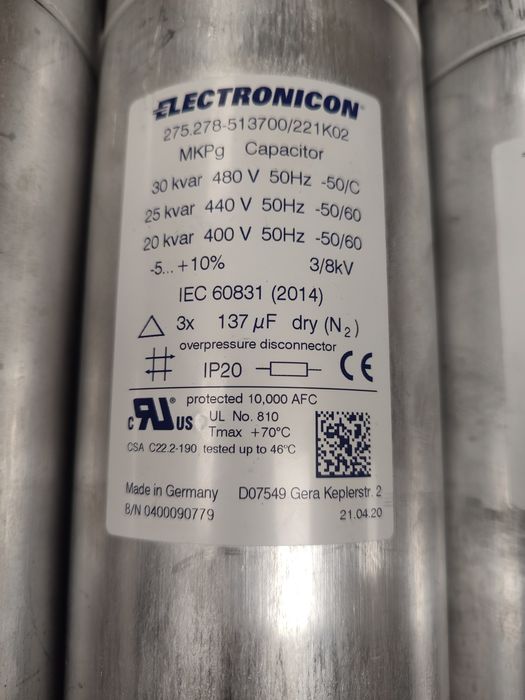 ELECTRONICON®
275.278-513700/221K02
MKPg Capacitor
30 kvar 480 V 50Hz -50/C
25 kvar 440 V 50Hz -50/60
20 kvar 400 V 50Hz -50/60
-5...+10% 3/8kV
IEC 60831 (2014)
△ 3x 137 µF dry (N₂)
overpressure disconnector
IP20 CE
protected 10,000 AFC
c RU® US UL No. 810
Tmax +70°C
CSA C22.2-190 tested up to 46°C
Made in Germany D07549 Gera Keplerstr. 2
B/N 0400090779 21.04.20